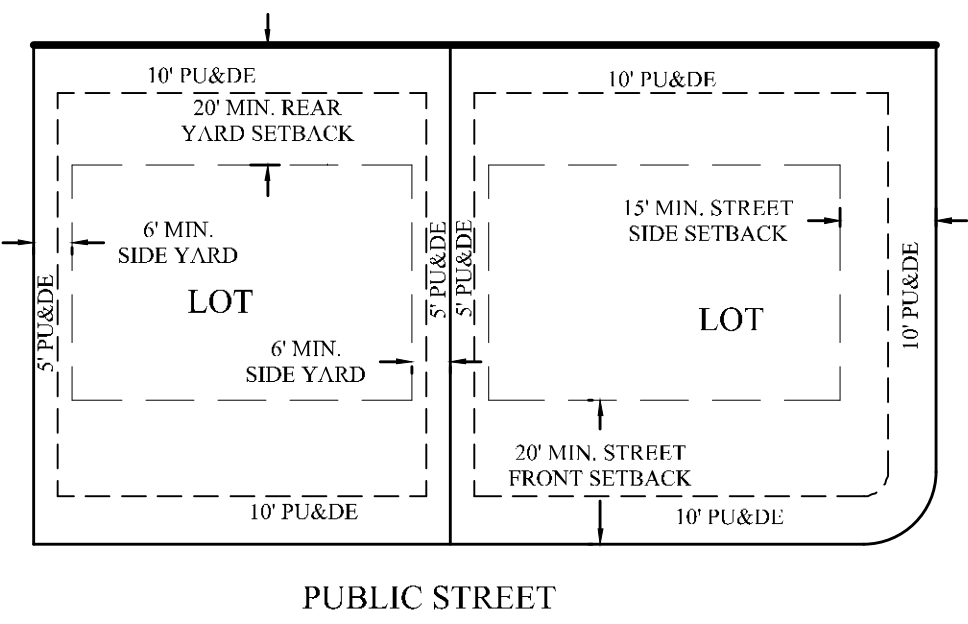 10' PU&DE
10' PU&DE
20' MIN. REAR
YARD SETBACK
6' MIN.
SIDE YARD
15' MIN. STREET
SIDE SETBACK
5' PU&DE
5' PU&DE
5' PU&DE
10' PU&DE
LOT
LOT
6' MIN.
SIDE YARD
20' MIN. STREET
FRONT SETBACK
10' PU&DE
10' PU&DE
PUBLIC STREET